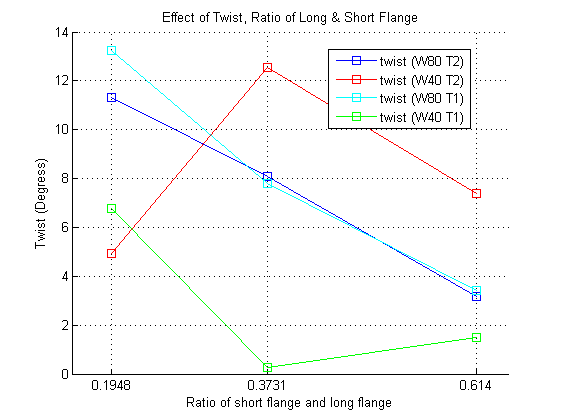 Effect of Twist, Ratio of Long & Short Flange
14
12
10
8
6
4
2
0
Twist (Degress)
twist (W80 T2)
twist (W40 T2)
twist (W80 T1)
twist (W40 T1)
0.1948
0.3731
0.614
Ratio of short flange and long flange